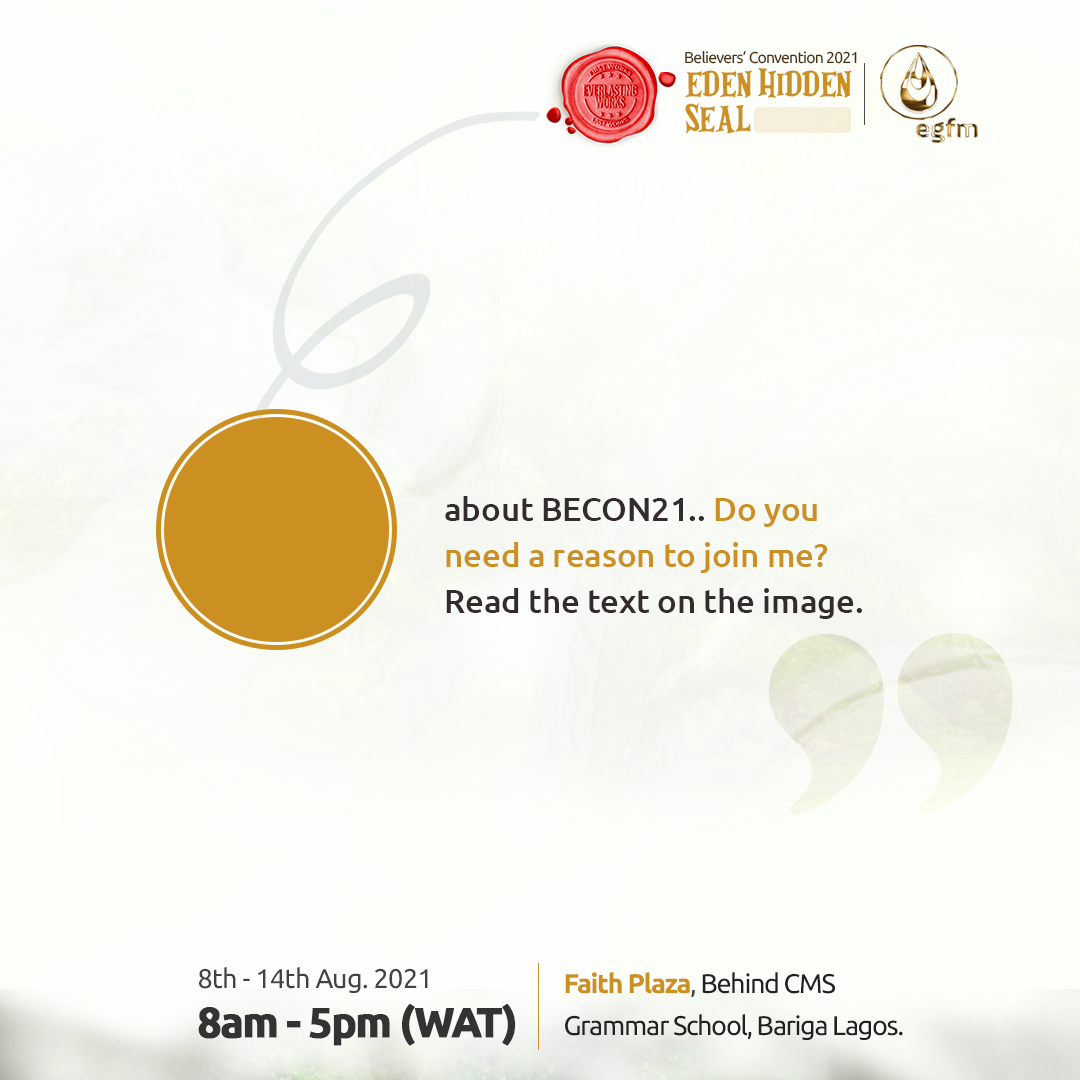 Believers' Convention 2021
EDEN HIDDEN
SEAL
EVERLASTING
WORKS
egfm
about BECON21.. Do you
need a reason to join me?
Read the text on the image.
8th - 14th Aug. 2021
8am - 5pm (WAT)
Faith Plaza, Behind CMS
Grammar School, Bariga Lagos.